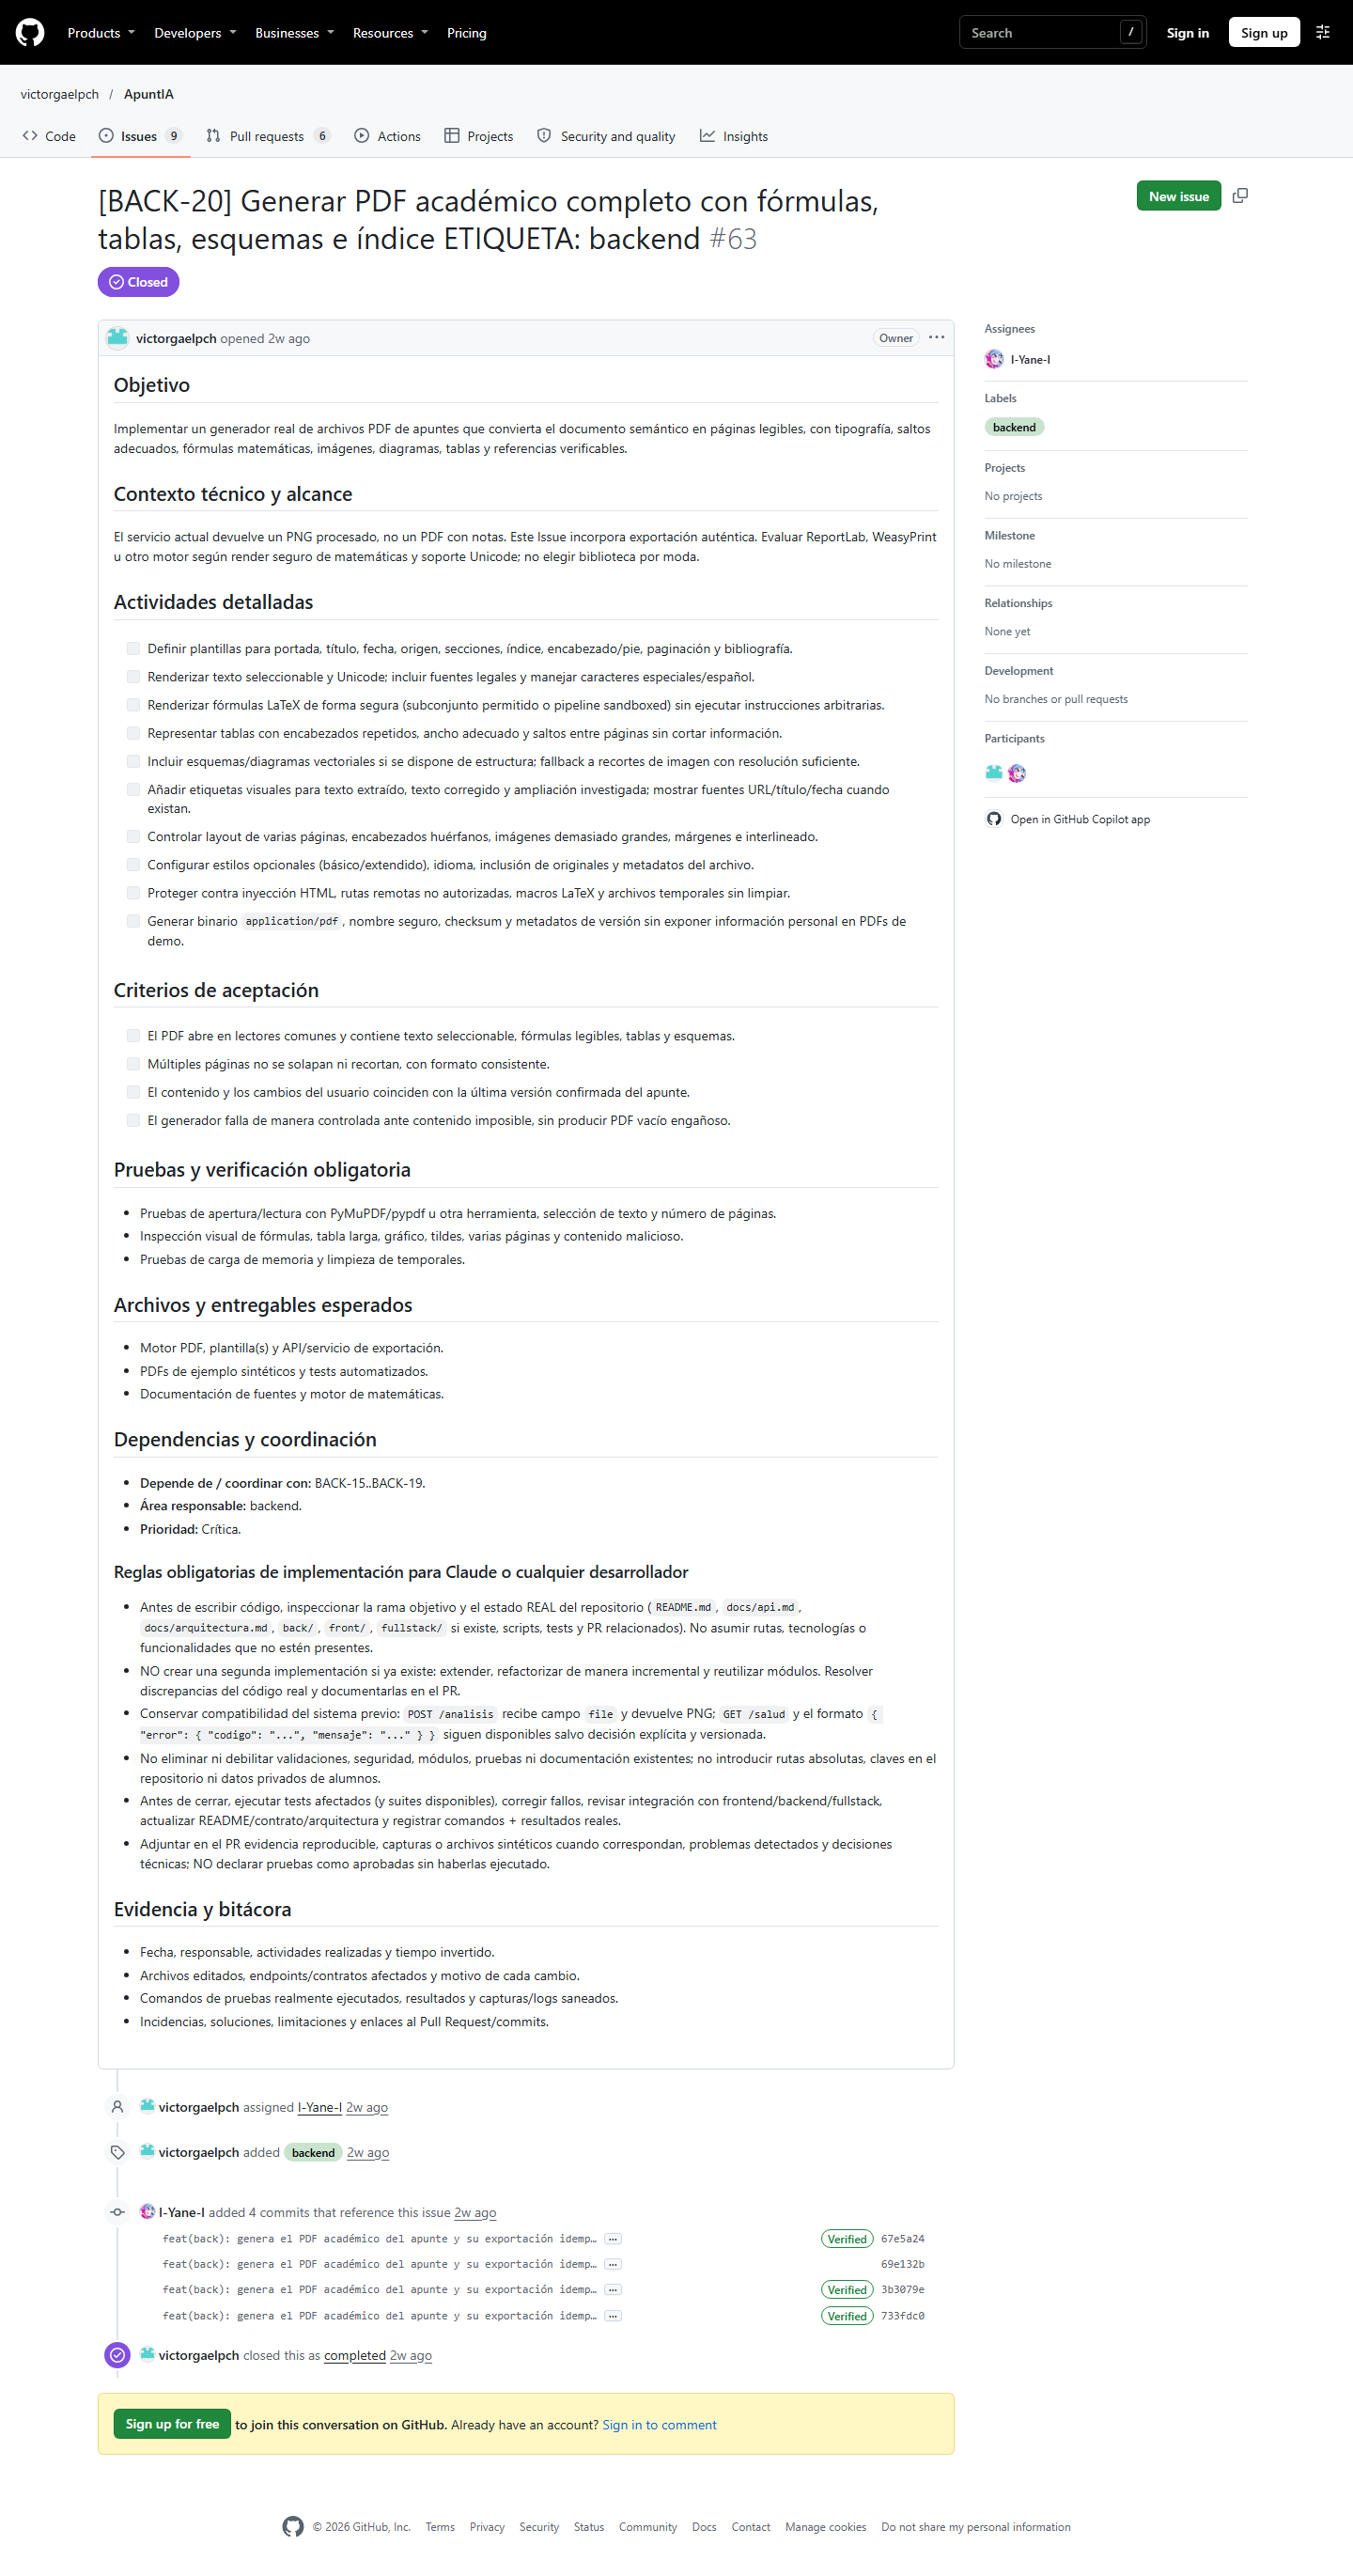 Products Developers Businesses Resources Pricing Search / Sign in Sign up
victorgaelpch / ApuntIA
Code Issues 9 Pull requests 6 Actions Projects Security and quality Insights
[BACK-20] Generar PDF académico completo con fórmulas,
tablas, esquemas e índice ETIQUETA: backend #63
New issue
Closed
victorgaelpch opened 2w ago Owner
Objetivo
Implementar un generador real de archivos PDF de apuntes que convierta el documento semántico en páginas legibles, con tipografía, saltos
adecuados, fórmulas matemáticas, imágenes, diagramas, tablas y referencias verificables.
Contexto técnico y alcance
El servicio actual devuelve un PNG procesado, no un PDF con notas. Este Issue incorpora exportación auténtica. Evaluar ReportLab, WeasyPrint
u otro motor según render seguro de matemáticas y soporte Unicode; no elegir biblioteca por moda.
Actividades detalladas
Definir plantillas para portada, título, fecha, origen, secciones, índice, encabezado/pie, paginación y bibliografía.
Renderizar texto seleccionable y Unicode; incluir fuentes legales y manejar caracteres especiales/español.
Renderizar fórmulas LaTeX de forma segura (subconjunto permitido o pipeline sandboxed) sin ejecutar instrucciones arbitrarias.
Representar tablas con encabezados repetidos, ancho adecuado y saltos entre páginas sin cortar información.
Incluir esquemas/diagramas vectoriales si se dispone de estructura; fallback a recortes de imagen con resolución suficiente.
Añadir etiquetas visuales para texto extraído, texto corregido y ampliación investigada; mostrar fuentes URL/título/fecha cuando
existan.
Controlar layout de varias páginas, encabezados huérfanos, imágenes demasiado grandes, márgenes e interlineado.
Configurar estilos opcionales (básico/extendido), idioma, inclusión de originales y metadatos del archivo.
Proteger contra inyección HTML, rutas remotas no autorizadas, macros LaTeX y archivos temporales sin limpiar.
Generar binario application/pdf, nombre seguro, checksum y metadatos de versión sin exponer información personal en PDFs de
demo.
Criterios de aceptación
El PDF abre en lectores comunes y contiene texto seleccionable, fórmulas legibles, tablas y esquemas.
Múltiples páginas no se solapan ni recortan, con formato consistente.
El contenido y los cambios del usuario coinciden con la última versión confirmada del apunte.
El generador falla de manera controlada ante contenido imposible, sin producir PDF vacío engañoso.
Pruebas y verificación obligatoria
Pruebas de apertura/lectura con PyMuPDF/pypdf u otra herramienta, selección de texto y número de páginas.
Inspección visual de fórmulas, tabla larga, gráfico, tildes, varias páginas y contenido malicioso.
Pruebas de carga de memoria y limpieza de temporales.
Archivos y entregables esperados
Motor PDF, plantilla(s) y API/servicio de exportación.
PDFs de ejemplo sintéticos y tests automatizados.
Documentación de fuentes y motor de matemáticas.
Dependencias y coordinación
Depende de / coordinar con: BACK-15..BACK-19.
Área responsable: backend.
Prioridad: Crítica.
Reglas obligatorias de implementación para Claude o cualquier desarrollador
Antes de escribir código, inspeccionar la rama objetivo y el estado REAL del repositorio ( README.md, docs/api.md,
docs/arquitectura.md, back/, front/, fullstack/ si existe, scripts, tests y PR relacionados). No asumir rutas, tecnologías o
funcionalidades que no estén presentes.
NO crear una segunda implementación si ya existe: extender, refactorizar de manera incremental y reutilizar módulos. Resolver
discrepancias del código real y documentarlas en el PR.
Conservar compatibilidad del sistema previo: POST /analisis recibe campo file y devuelve PNG; GET /salud y el formato {
"error": { "codigo": "...", "mensaje": "..." } } siguen disponibles salvo decisión explícita y versionada.
No eliminar ni debilitar validaciones, seguridad, módulos, pruebas ni documentación existentes; no introducir rutas absolutas, claves en el
repositorio ni datos privados de alumnos.
Antes de cerrar, ejecutar tests afectados (y suites disponibles), corregir fallos, revisar integración con frontend/backend/fullstack,
actualizar README/contrato/arquitectura y registrar comandos + resultados reales.
Adjuntar en el PR evidencia reproducible, capturas o archivos sintéticos cuando correspondan, problemas detectados y decisiones
técnicas; NO declarar pruebas como aprobadas sin haberlas ejecutado.
Evidencia y bitácora
Fecha, responsable, actividades realizadas y tiempo invertido.
Archivos editados, endpoints/contratos afectados y motivo de cada cambio.
Comandos de pruebas realmente ejecutados, resultados y capturas/logs saneados.
Incidencias, soluciones, limitaciones y enlaces al Pull Request/commits.
victorgaelpch assigned I-Yane-I 2w ago
victorgaelpch added backend 2w ago
I-Yane-I added 4 commits that reference this issue 2w ago
feat(back): genera el PDF académico del apunte y su exportación idemp… Verified 67e5a24
feat(back): genera el PDF académico del apunte y su exportación idemp… 69e132b
feat(back): genera el PDF académico del apunte y su exportación idemp… Verified 3b3079e
feat(back): genera el PDF académico del apunte y su exportación idemp… Verified 733fdc0
victorgaelpch closed this as completed 2w ago
Sign up for free to join this conversation on GitHub. Already have an account? Sign in to comment
Assignees
I-Yane-I
Labels
backend
Projects
No projects
Milestone
No milestone
Relationships
None yet
Development
No branches or pull requests
Participants
Open in GitHub Copilot app
© 2026 GitHub, Inc. Terms Privacy Security Status Community Docs Contact Manage cookies Do not share my personal information